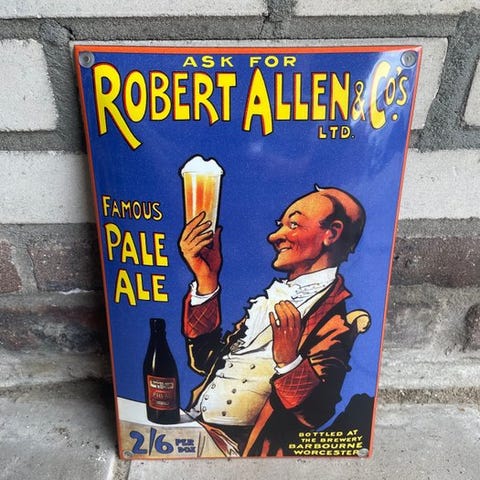 ASK FOR
ROBERT ALLEN & Co's.
LTD.
FAMOUS
PALE
ALE
2/6 PER
DOZ
BOTTLED AT
THE BREWERY
BARBOURNE
WORCESTER